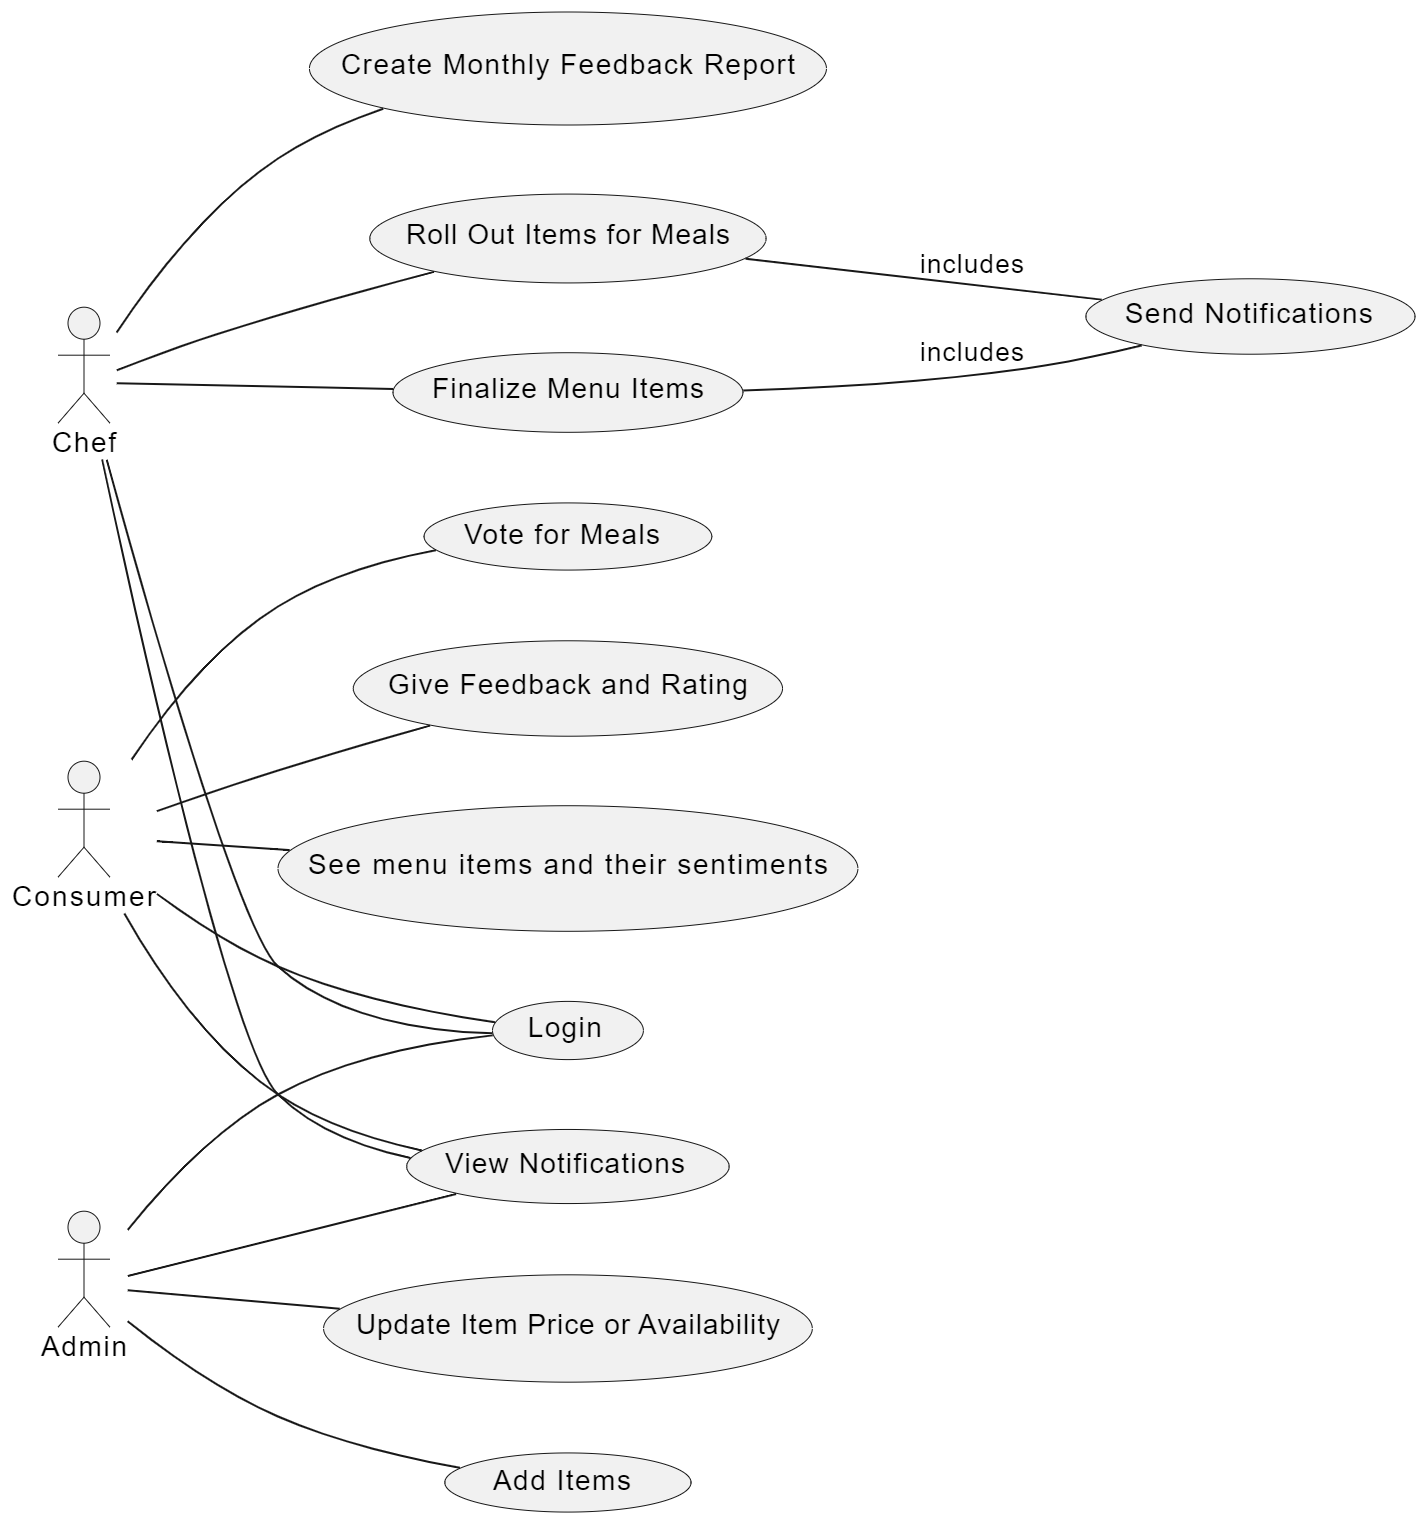 Create Monthly Feedback Report
Roll Out Items for Meals
includes
Send Notifications
includes
Finalize Menu Items
Chef
Vote for Meals
Give Feedback and Rating
See menu items and their sentiments
Consumer
Login
View Notifications
Update Item Price or Availability
Admin
Add Items